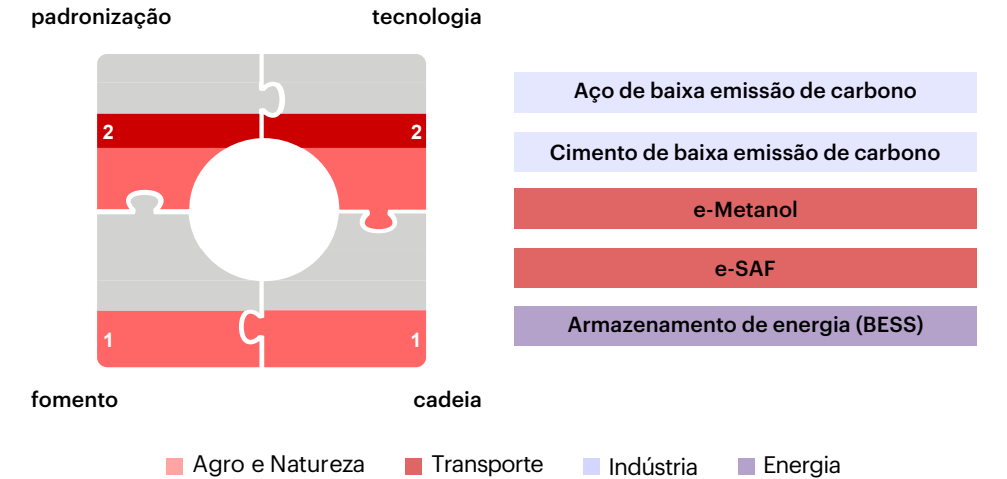 padronização
tecnologia
2
2
1
1
fomento
cadeia
Aço de baixa emissão de carbono
Cimento de baixa emissão de carbono
e-Metanol
e-SAF
Armazenamento de energia (BESS)
Agro e Natureza
Transporte
Indústria
Energia